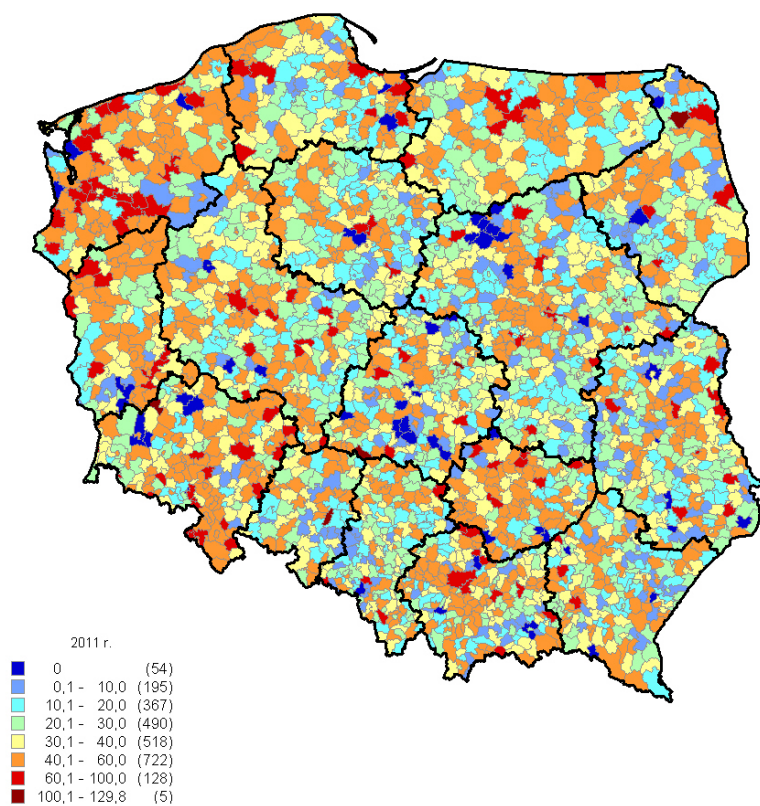 2011 r.
0 (54)
0,1 - 10,0 (195)
10,1 - 20,0 (367)
20,1 - 30,0 (490)
30,1 - 40,0 (518)
40,1 - 60,0 (722)
60,1 - 100,0 (128)
100,1 - 129,8 (5)